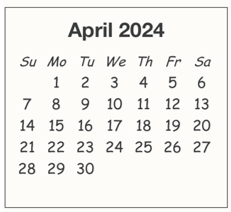 April 2024
Su Mo Tu We Th Fr Sa
1 2 3 4 5 6
7 8 9 10 11 12 13
14 15 16 17 18 19 20
21 22 23 24 25 26 27
28 29 30